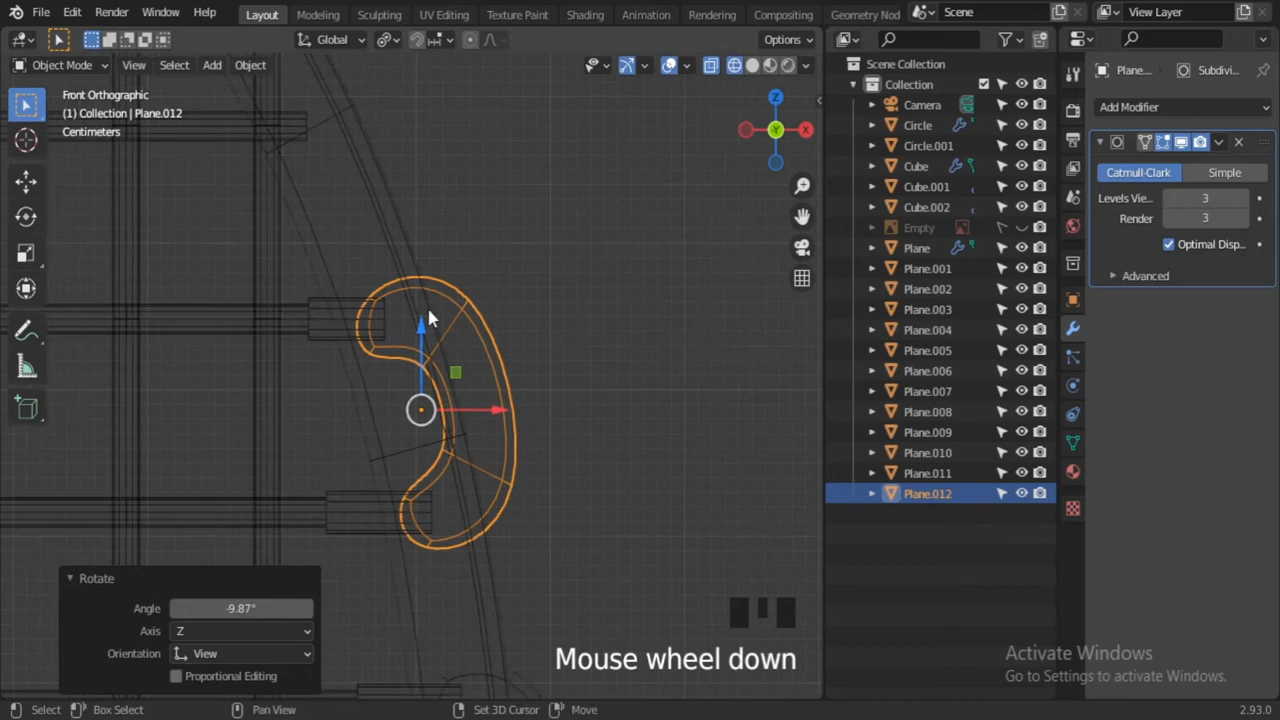 File Edit Render Window Help Layout Modeling Sculpting UV Editing Texture Paint Shading Animation Rendering Compositing Geometry Nod Scene View Layer
Global Options
Object Mode View Select Add Object
Front Orthographic
(1) Collection | Plane.012
Centimeters
Z
Y
X
Scene Collection
Collection
Camera
Circle
Circle.001
Cube
Cube.001
Cube.002
Empty
Plane
Plane.001
Plane.002
Plane.003
Plane.004
Plane.005
Plane.006
Plane.007
Plane.008
Plane.009
Plane.010
Plane.011
Plane.012
Plane... Subdivi...
Add Modifier
Catmull-Clark Simple
Levels Vie... 3
Render 3
Optimal Disp...
Advanced
Rotate
Angle -9.87°
Axis Z
Orientation View
Proportional Editing
Mouse wheel down
Activate Windows
Go to Settings to activate Windows.
Select Box Select Pan View Set 3D Cursor Move 2.93.0